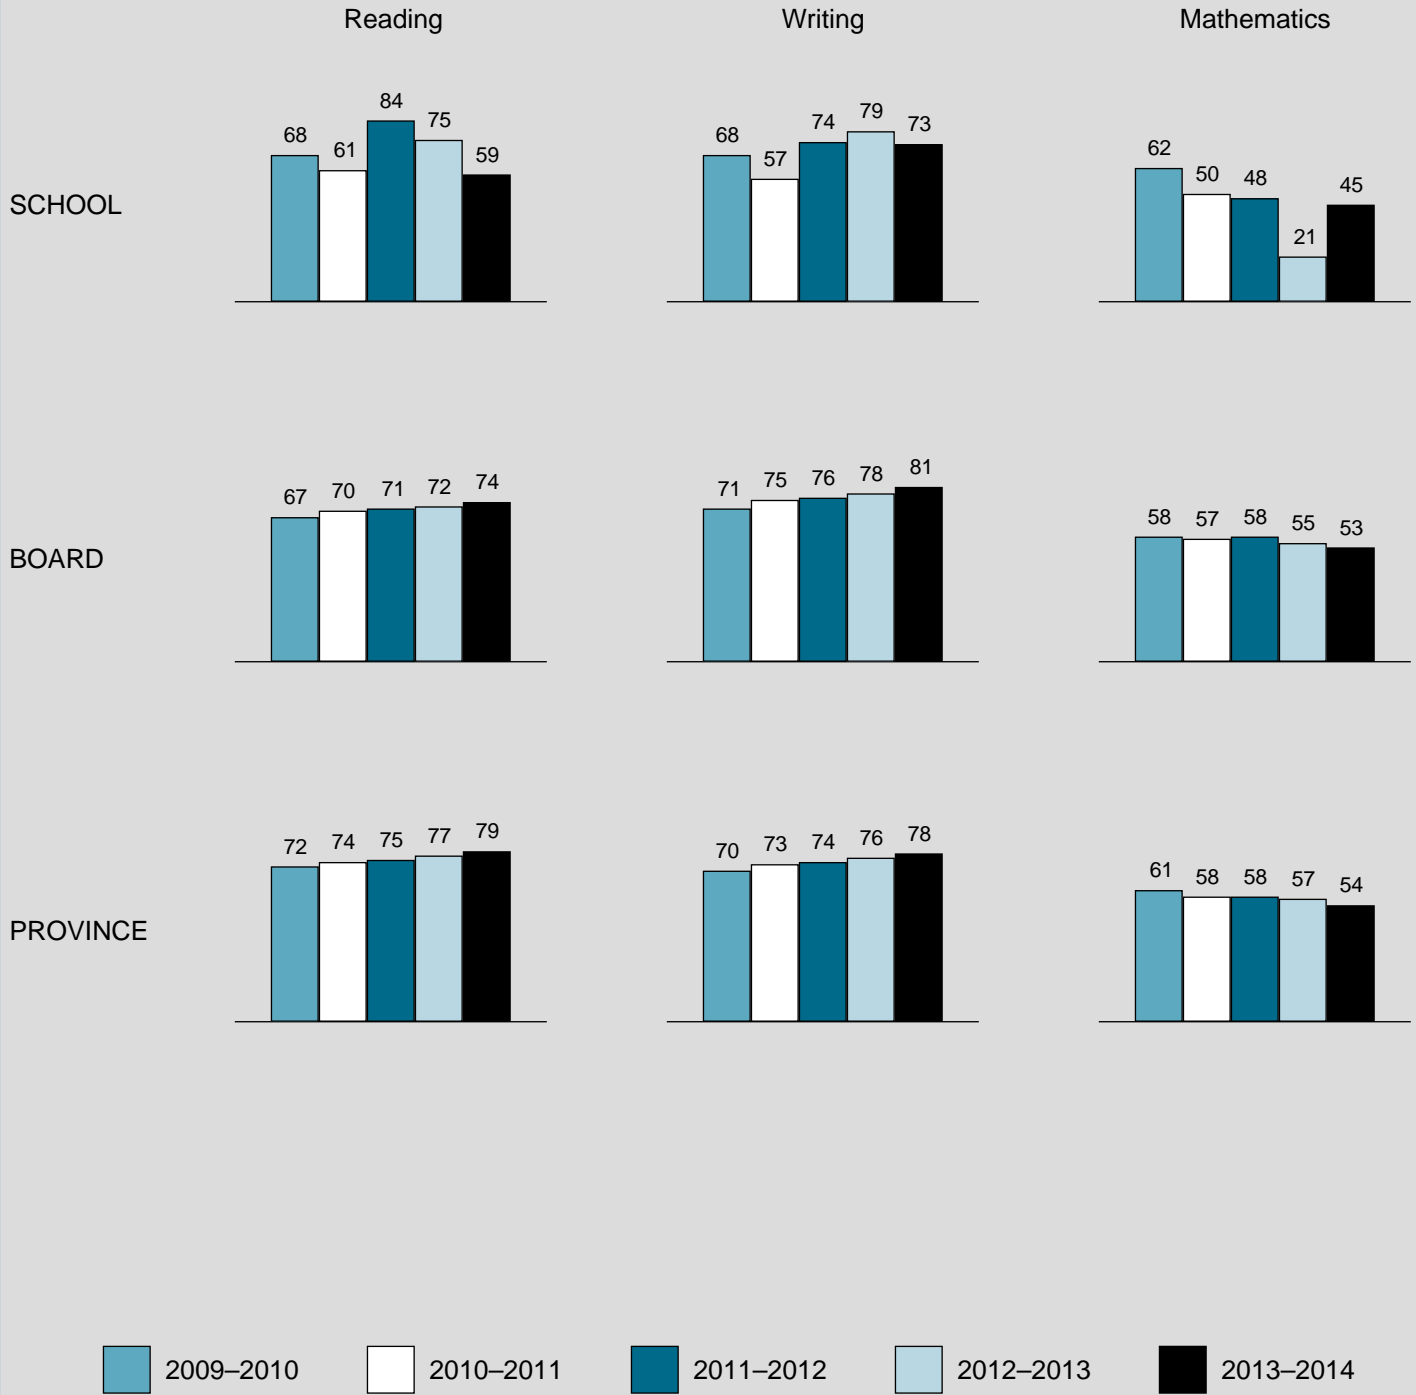 Reading Writing Mathematics
SCHOOL
68 61 84 75 59
68 57 74 79 73
62 50 48 21 45
BOARD
67 70 71 72 74
71 75 76 78 81
58 57 58 55 53
PROVINCE
72 74 75 77 79
70 73 74 76 78
61 58 58 57 54
2009–2010 2010–2011 2011–2012 2012–2013 2013–2014